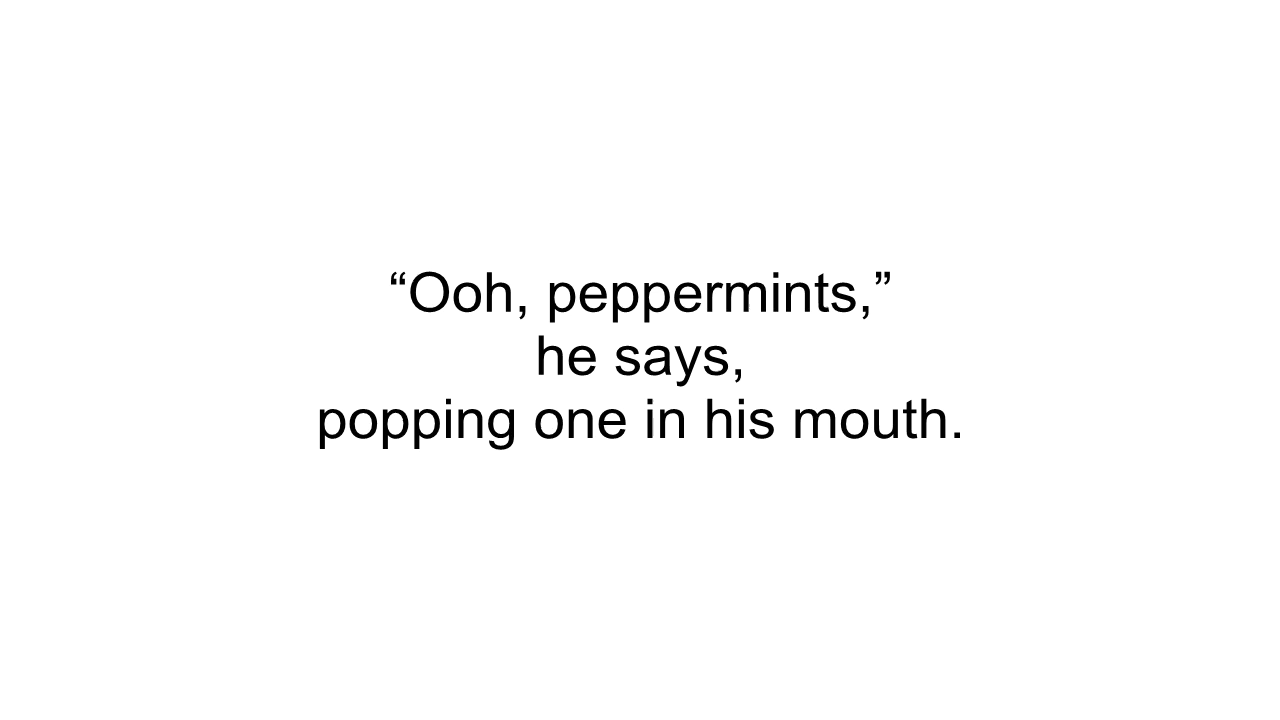 “Ooh, peppermints,”
he says,
popping one in his mouth.